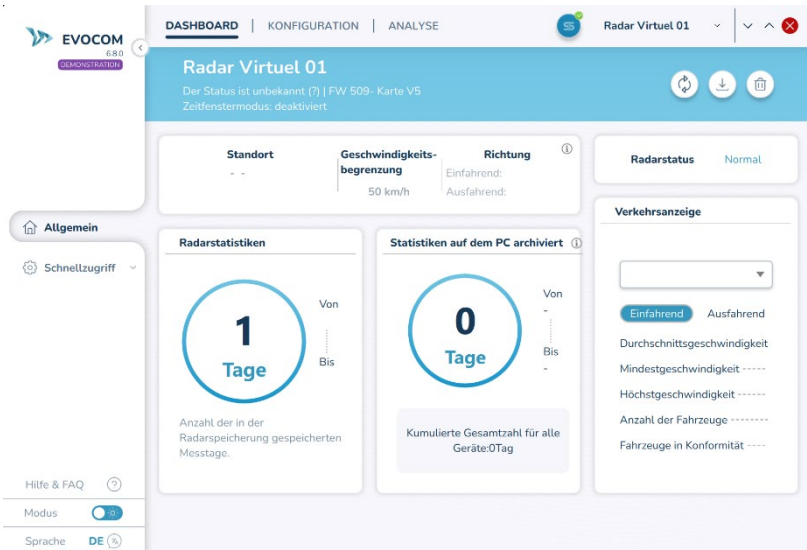 EVOCOM
6.8.0
DEMONSTRATION
DASHBOARD
KONFIGURATION
ANALYSE
Radar Virtuel 01
Radar Virtuel 01
Der Status ist unbekannt (?) | FW 509- Karte V5
Zeitfenstermodus: deaktiviert
Allgemein
Schnellzugriff
Standort
- -
Geschwindigkeits-
begrenzung
50 km/h
Richtung
Einfahrend:
Ausfahrend:
Radarstatus
Normal
Radarstatistiken
1
Tage
Von
Bis
Anzahl der in der
Radarspeicherung gespeicherten
Messtage.
Statistiken auf dem PC archiviert
0
Tage
Von
-
Bis
-
Kumulierte Gesamtzahl für alle
Geräte:0Tag
Verkehrsanzeige
Einfahrend
Ausfahrend
Durchschnittsgeschwindigkeit
Mindestgeschwindigkeit -----
Höchstgeschwindigkeit ------
Anzahl der Fahrzeuge --------
Fahrzeuge in Konformität ----
Hilfe & FAQ
Modus
Sprache DE